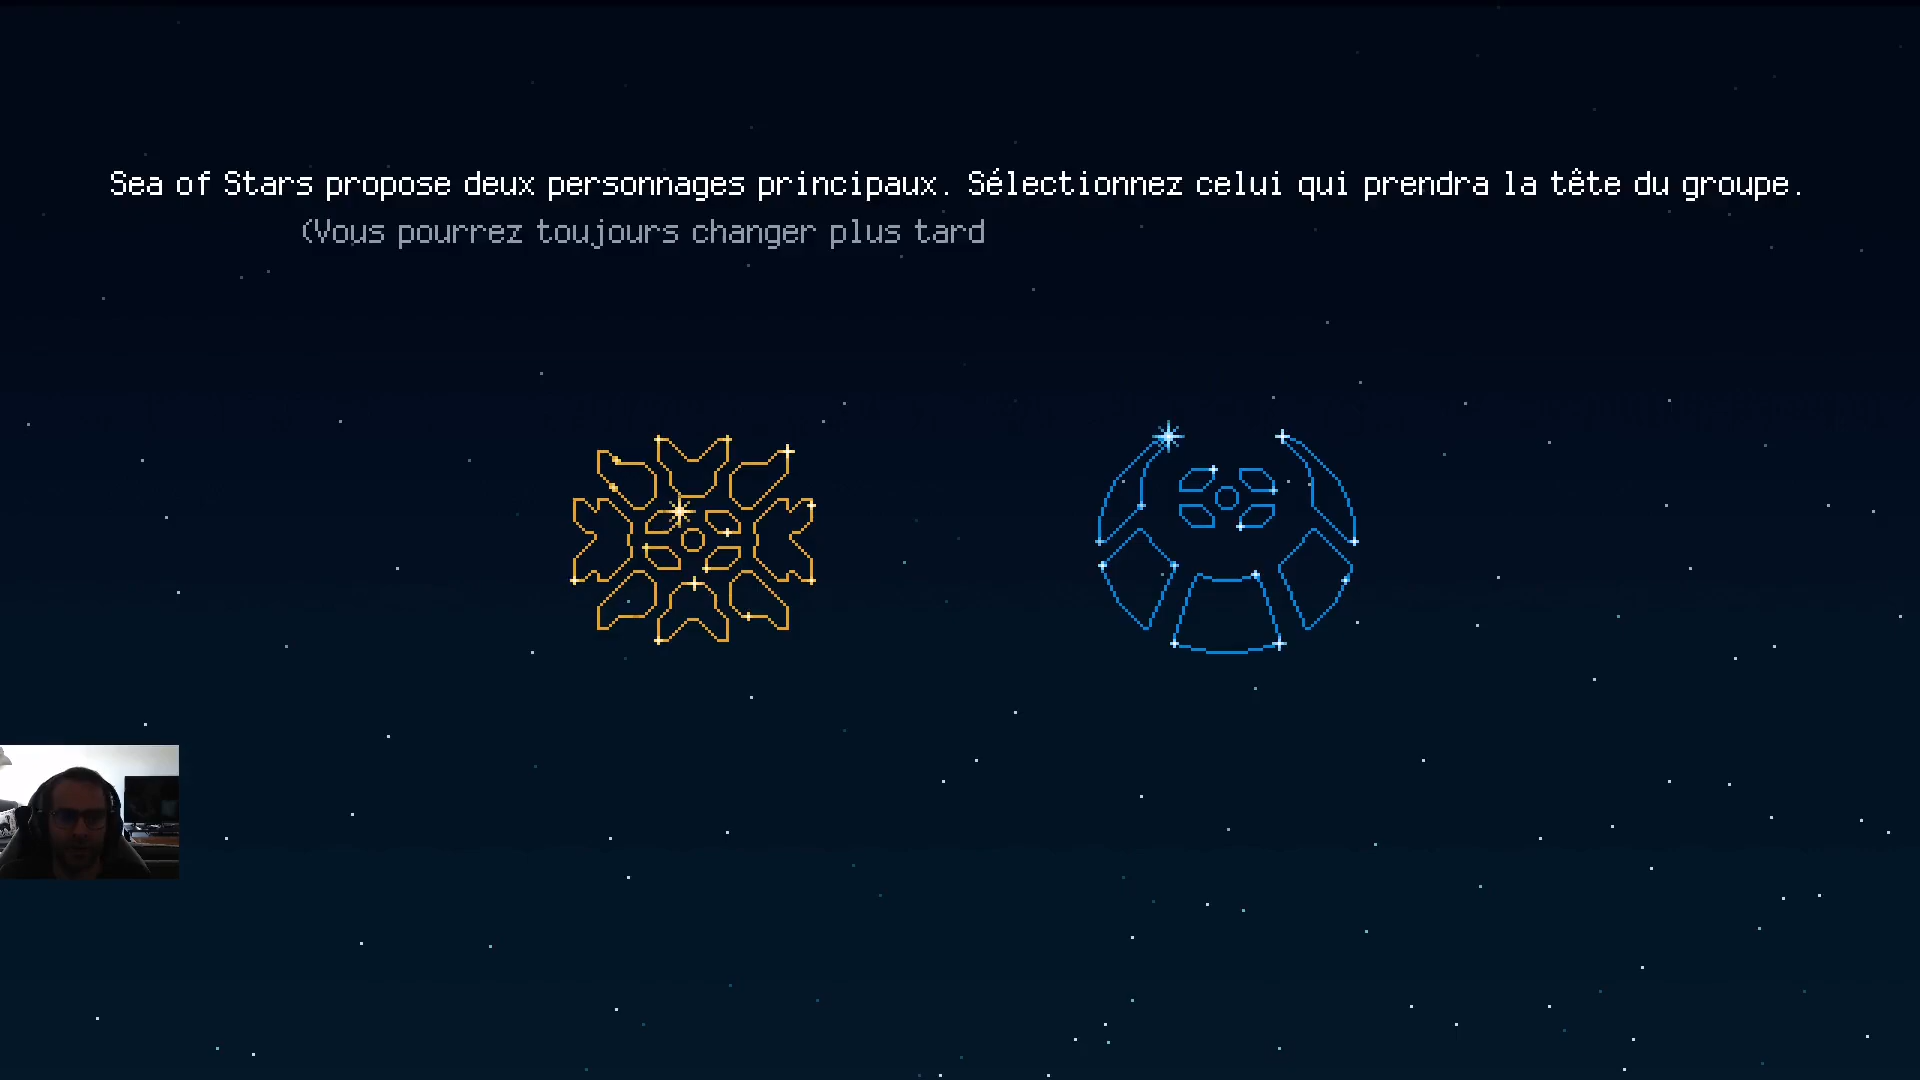 Sea of Stars propose deux personnages principaux. Sélectionnez celui qui prendra la tête du groupe.
(Vous pourrez toujours changer plus tard